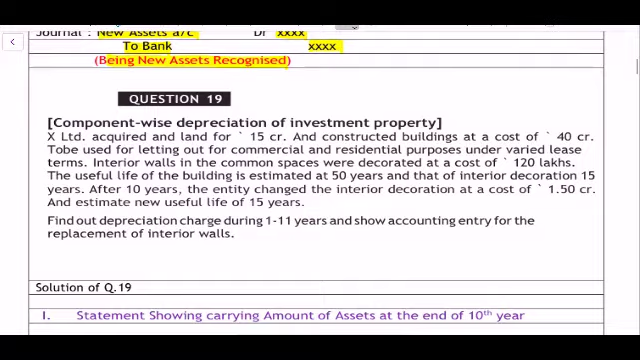 Journal : New Assets a/c Dr xxxx
To Bank xxxx
(Being New Assets Recognised)
QUESTION 19
[Component-wise depreciation of investment property]
X Ltd. acquired and land for ` 15 cr. And constructed buildings at a cost of ` 40 cr.
Tobe used for letting out for commercial and residential purposes under varied lease
terms. Interior walls in the common spaces were decorated at a cost of ` 120 lakhs.
The useful life of the building is estimated at 50 years and that of interior decoration 15
years. After 10 years, the entity changed the interior decoration at a cost of ` 1.50 cr.
And estimate new useful life of 15 years.
Find out depreciation charge during 1-11 years and show accounting entry for the
replacement of interior walls.
Solution of Q.19
I. Statement Showing carrying Amount of Assets at the end of 10th year